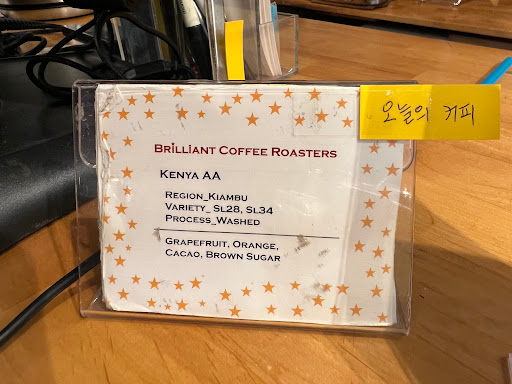 오늘의 커피
Brilliant Coffee Roasters
Kenya AA
Region_Kiambu
Variety_ SL28, SL34
Process_Washed
Grapefruit, Orange,
Cacao, Brown Sugar